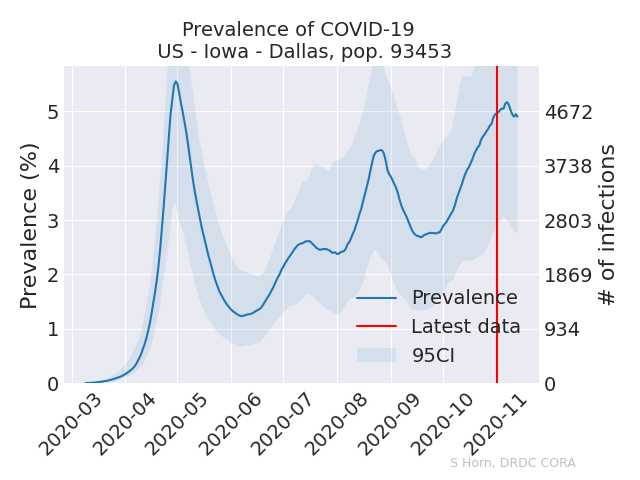 Prevalence of COVID-19
US - Iowa - Dallas, pop. 93453
Prevalence (%)
5
4
3
2
1
0
4672
3738
2803
1869
934
0
# of infections
Prevalence
Latest data
95CI
2020-03
2020-04
2020-05
2020-06
2020-07
2020-08
2020-09
2020-10
2020-11
S Horn, DRDC CORA